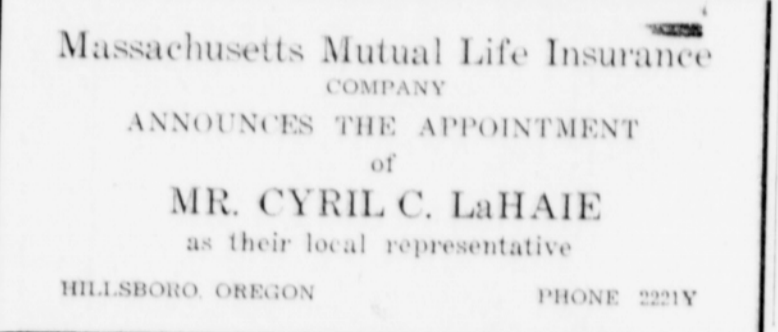 Massachusetts Mutual Life Insurance
COMPANY
ANNOUNCES THE APPOINTMENT
of
MR. CYRIL C. LaHAIE
as their local representative
HILLSBORO, OREGON PHONE 2221Y